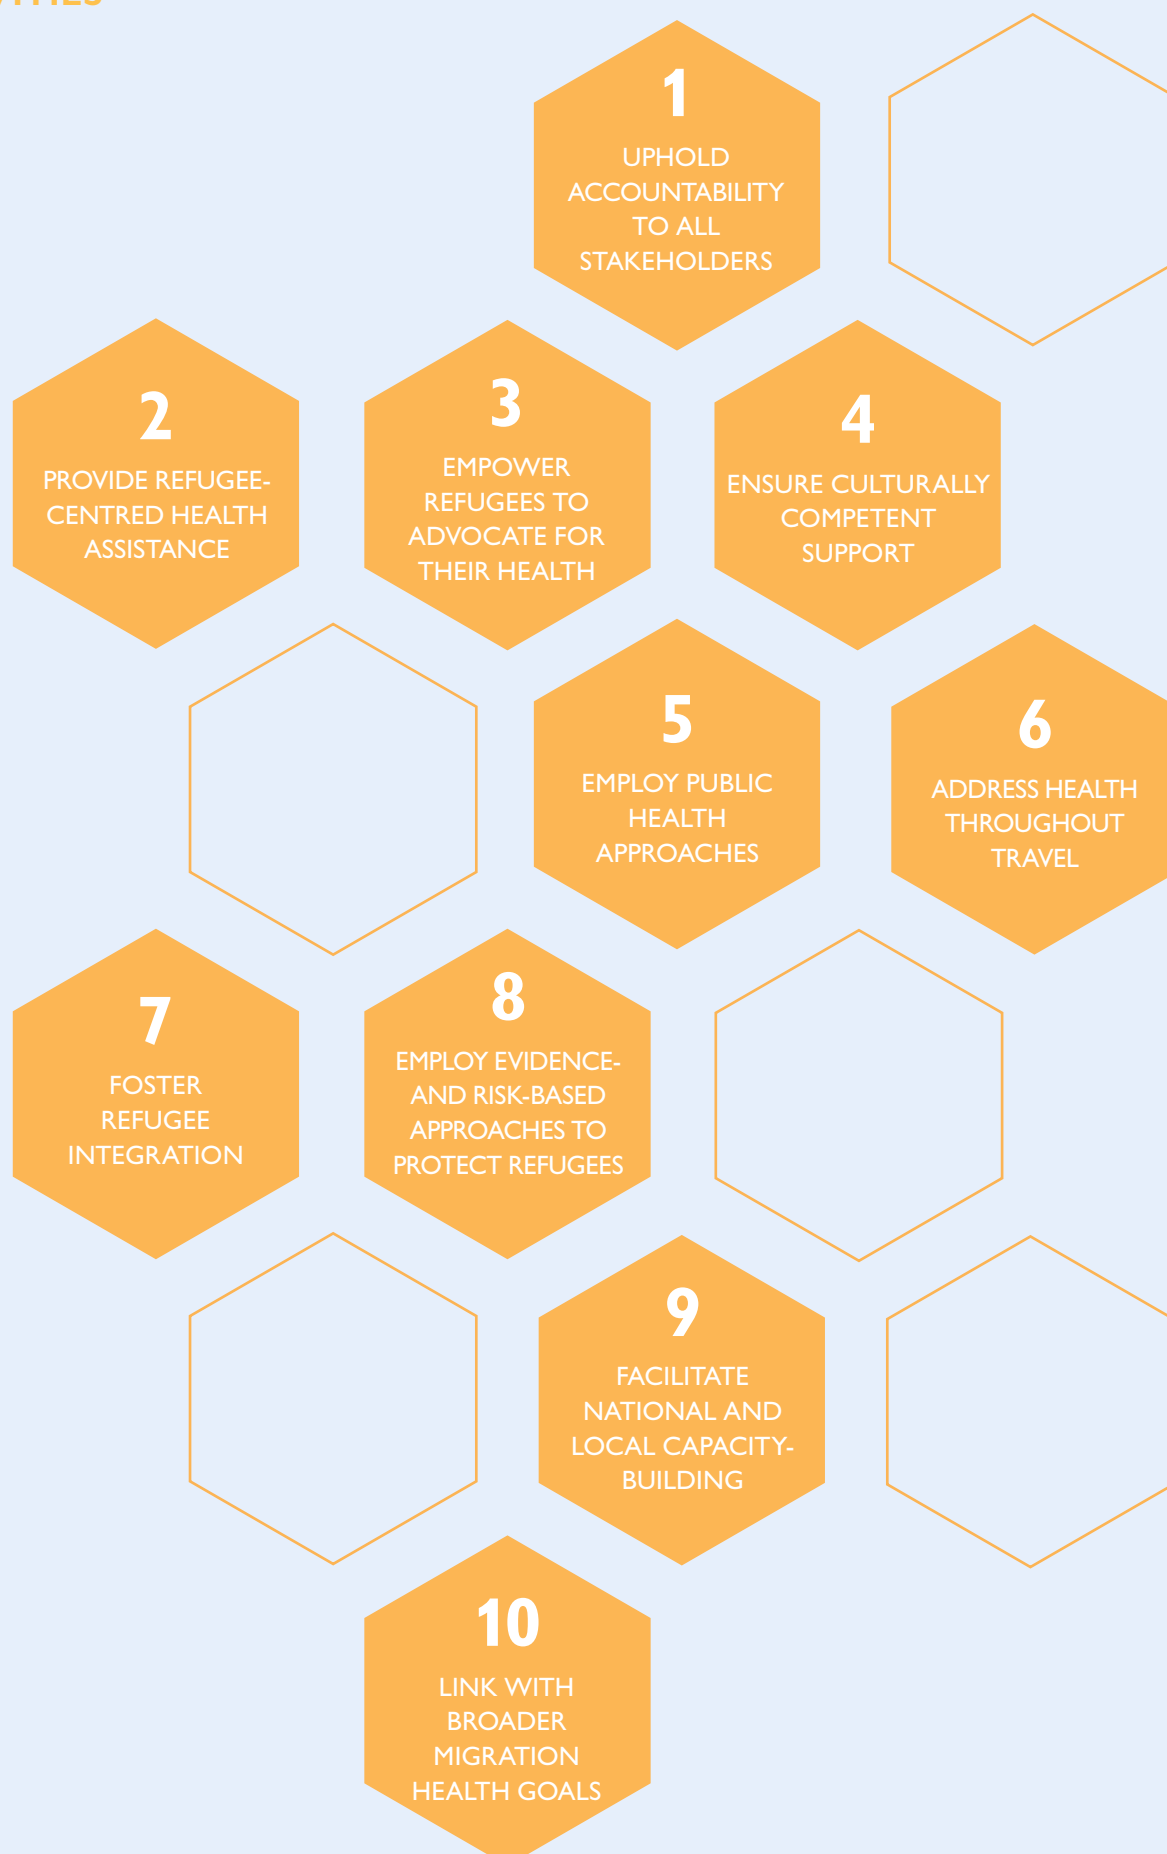 1
UPHOLD
ACCOUNTABILITY
TO ALL
STAKEHOLDERS
2
PROVIDE REFUGEE-
CENTRED HEALTH
ASSISTANCE
3
EMPOWER
REFUGEES TO
ADVOCATE FOR
THEIR HEALTH
4
ENSURE CULTURALLY
COMPETENT
SUPPORT
5
EMPLOY PUBLIC
HEALTH
APPROACHES
6
ADDRESS HEALTH
THROUGHOUT
TRAVEL
7
FOSTER
REFUGEE
INTEGRATION
8
EMPLOY EVIDENCE-
AND RISK-BASED
APPROACHES TO
PROTECT REFUGEES
9
FACILITATE
NATIONAL AND
LOCAL CAPACITY-
BUILDING
10
LINK WITH
BROADER
MIGRATION
HEALTH GOALS